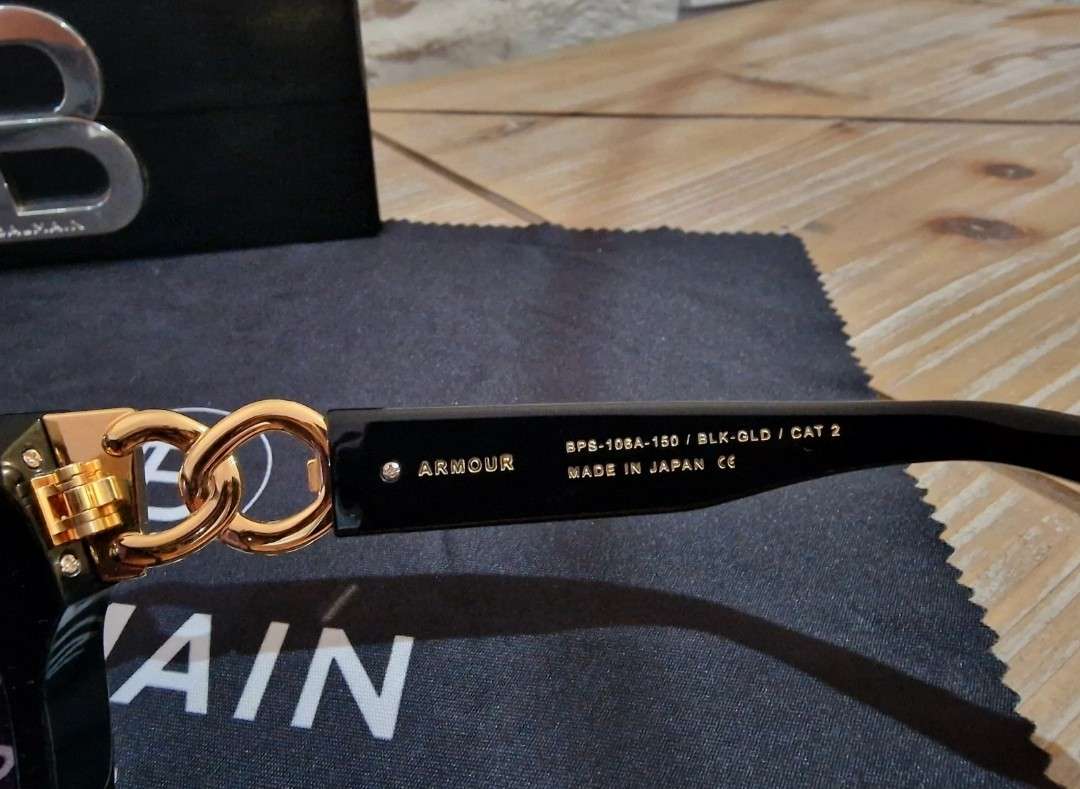 B
ARMOUR
BPS-106A-150 / BLK-GLD / CAT 2
MADE IN JAPAN CE
AIN